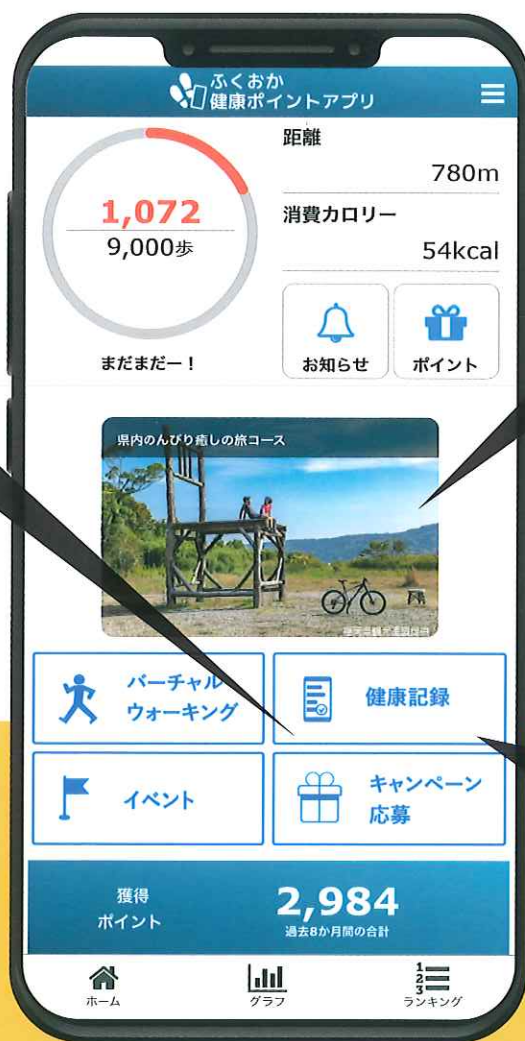 ふくおか
健康ポイントアプリ
1,072
9,000歩
まだまだー！
距離
780m
消費カロリー
54kcal
お知らせ
ポイント
県内のんびり癒しの旅コース
バーチャル
ウォーキング
健康記録
イベント
キャンペーン
応募
獲得
ポイント
2,984
過去8か月間の合計
ホーム
グラフ
1
2
3
ランキング